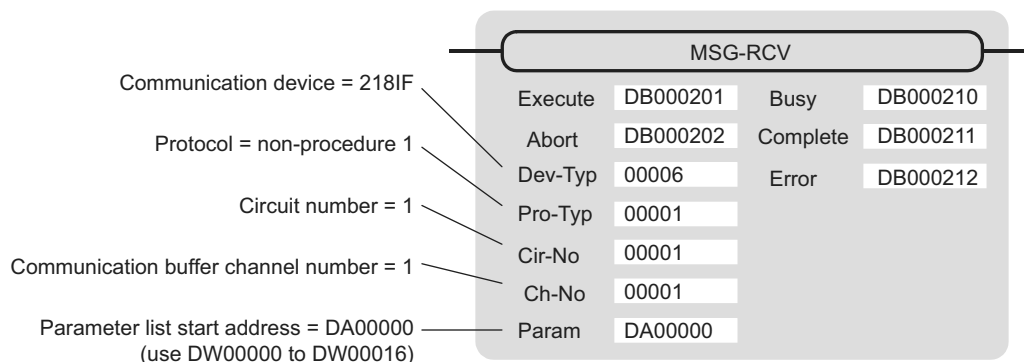 MSG-RCV
Communication device = 218IF
Execute DB000201 Busy DB000210
Protocol = non-procedure 1
Abort DB000202 Complete DB000211
Dev-Typ 00006 Error DB000212
Circuit number = 1
Pro-Typ 00001
Cir-No 00001
Communication buffer channel number = 1
Ch-No 00001
Parameter list start address = DA00000
(use DW00000 to DW00016)
Param DA00000